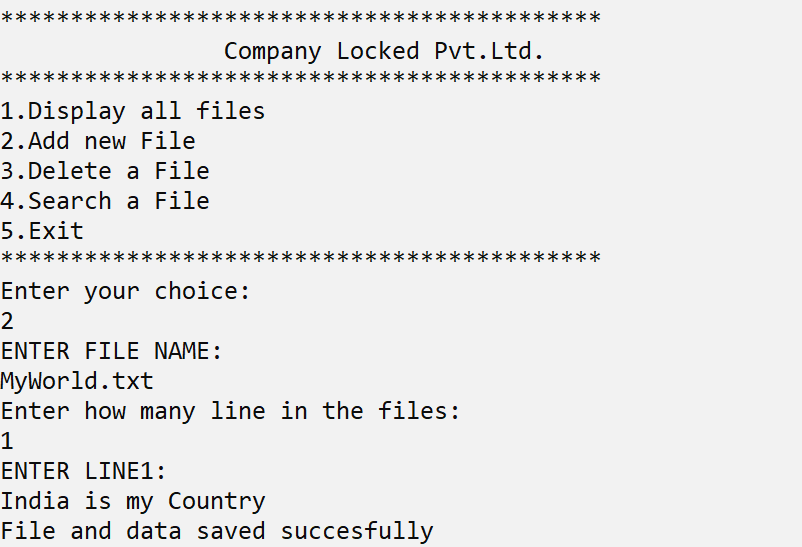 *******************************************
Company Locked Pvt.Ltd.
*******************************************
1.Display all files
2.Add new File
3.Delete a File
4.Search a File
5.Exit
*******************************************
Enter your choice:
2
ENTER FILE NAME:
MyWorld.txt
Enter how many line in the files:
1
ENTER LINE1:
India is my Country
File and data saved succesfully